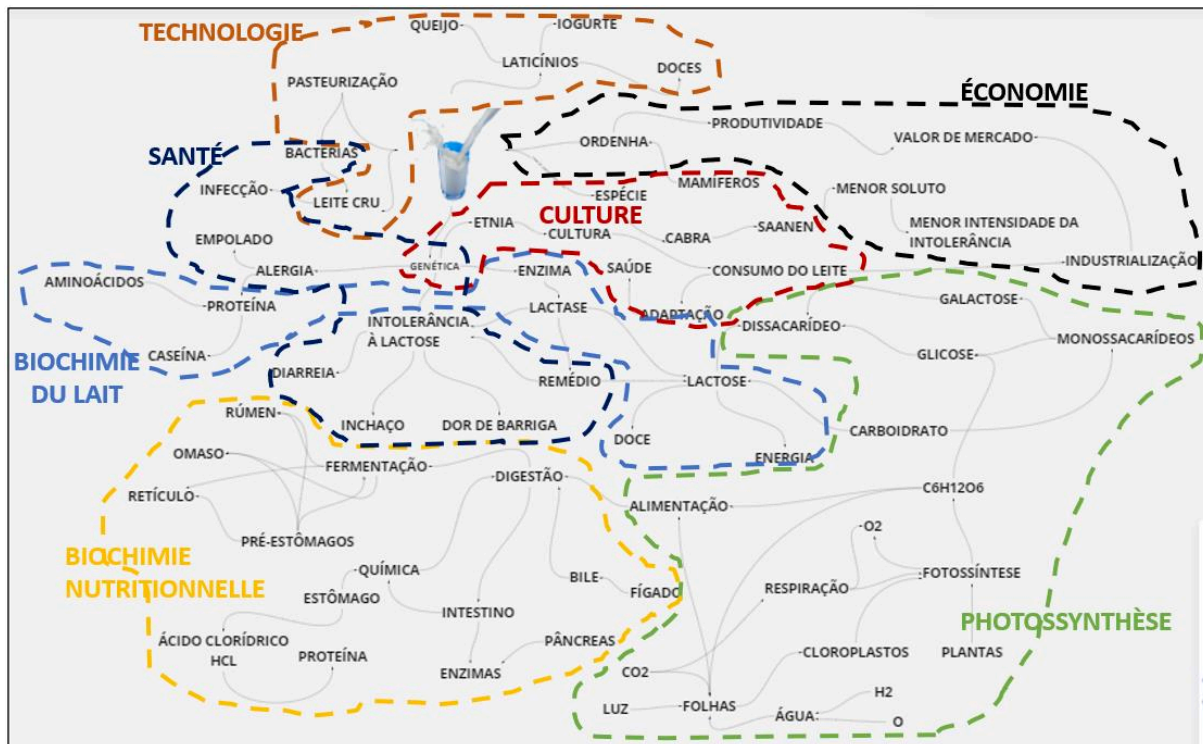 TECHNOLOGIE
QUEIJO
IOGURTE
LATICÍNIOS
DOCES
PASTEURIZAÇÃO
ÉCONOMIE
PRODUTIVIDADE
ORDENHA
VALOR DE MERCADO
SANTÉ
BACTERIAS
INFECÇÃO
LEITE CRU
MAMIFEROS
ESPÉCIE
MENOR SOLUTO
CULTURE
ETNIA
CULTURA
CABRA
SAANEN
MENOR INTENSIDADE DA
INTOLERÂNCIA
EMPOLADO
ALERGIA
GENÉTICA
ENZIMA
SAÚDE
CONSUMO DO LEITE
INDUSTRIALIZAÇÃO
AMINOÁCIDOS
PROTEÍNA
LACTASE
ADAPTAÇÃO
GALACTOSE
INTOLERÂNCIA
À LACTOSE
DISSACARÍDEO
MONOSSACARÍDEOS
CASEÍNA
GLICOSE
BIOCHIMIE
DU LAIT
DIARREIA
REMÉDIO
LACTOSE
RÚMEN
INCHAÇO
DOR DE BARRIGA
DOCE
CARBOIDRATO
OMASO
FERMENTAÇÃO
ENERGIA
DIGESTÃO
RETÍCULO
ALIMENTAÇÃO
C6H12O6
O2
PRÉ-ESTÔMAGOS
BIOCHIMIE
NUTRITIONNELLE
QUÍMICA
BILE
FÍGADO
RESPIRAÇÃO
FOTOSSÍNTESE
ESTÔMAGO
INTESTINO
PHOTOSSYNTHÈSE
ÁCIDO CLORÍDRICO
HCL
PROTEÍNA
PÂNCREAS
ENZIMAS
CLOROPLASTOS
PLANTAS
CO2
LUZ
FOLHAS
H2
ÁGUA
O